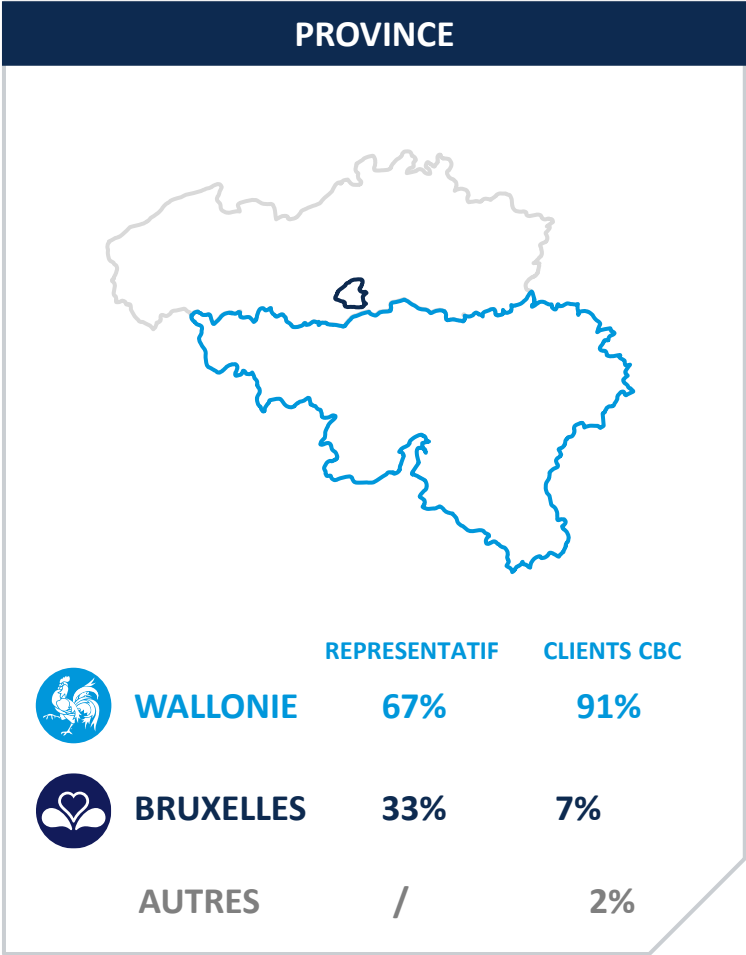 PROVINCE
REPRESENTATIF CLIENTS CBC
WALLONIE 67% 91%
BRUXELLES 33% 7%
AUTRES / 2%